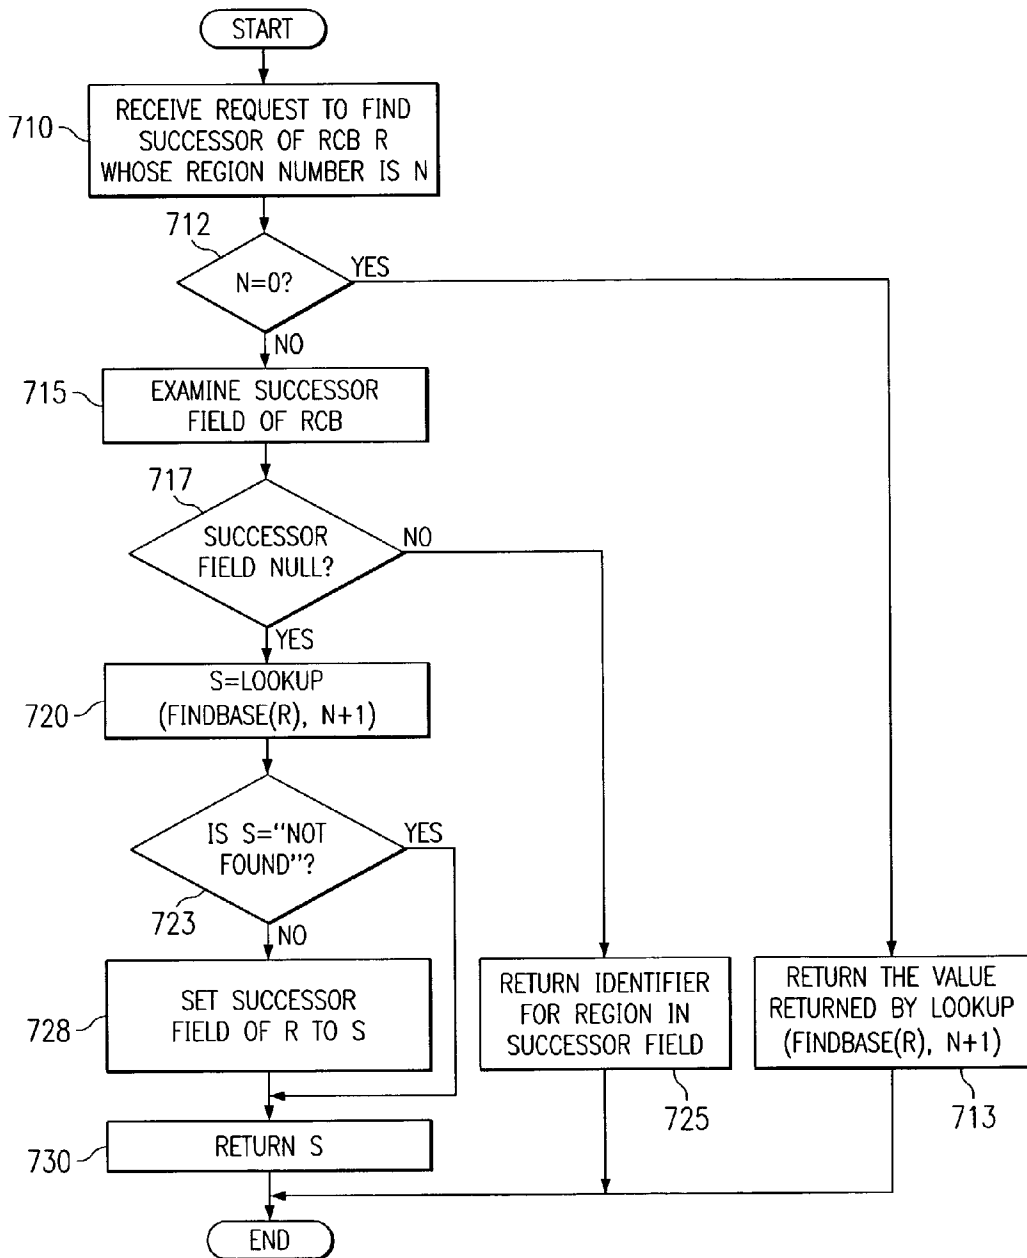 START
710
RECEIVE REQUEST TO FIND
SUCCESSOR OF RCB R
WHOSE REGION NUMBER IS N
712
N=0?
YES
NO
715
EXAMINE SUCCESSOR
FIELD OF RCB
717
SUCCESSOR
FIELD NULL?
NO
YES
720
S=LOOKUP
(FINDBASE(R), N+1)
IS S="NOT
FOUND"?
YES
723
NO
728
SET SUCCESSOR
FIELD OF R TO S
RETURN IDENTIFIER
FOR REGION IN
SUCCESSOR FIELD
725
RETURN THE VALUE
RETURNED BY LOOKUP
(FINDBASE(R), N+1)
713
730
RETURN S
END